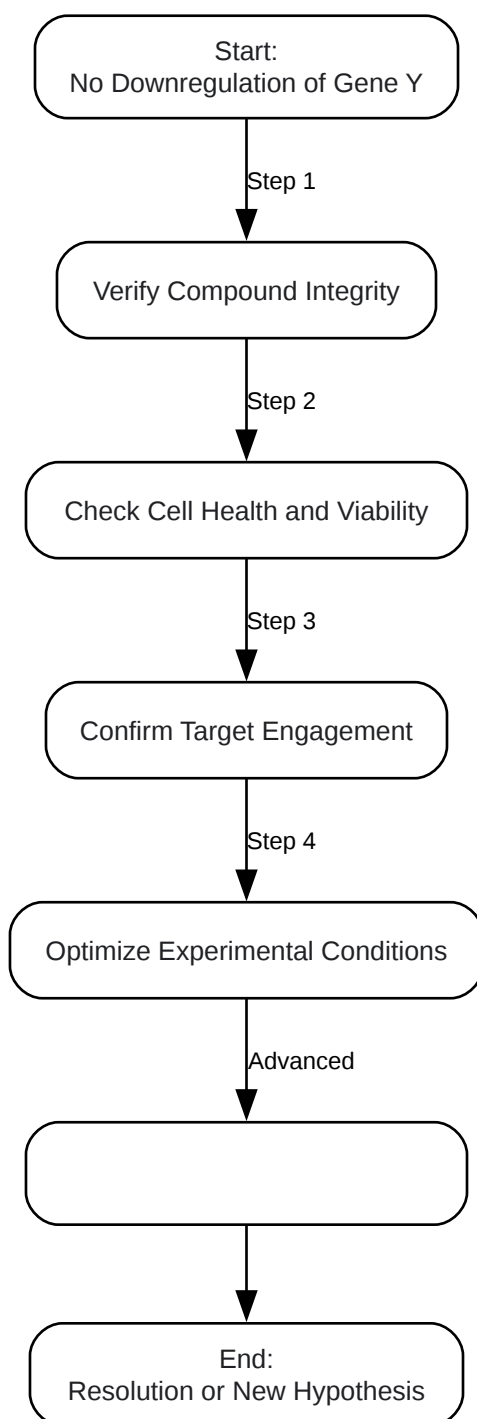 Start:
No Downregulation of Gene Y
Step 1
Verify Compound Integrity
Step 2
Check Cell Health and Viability
Step 3
Confirm Target Engagement
Step 4
Optimize Experimental Conditions
Advanced
End:
Resolution or New Hypothesis